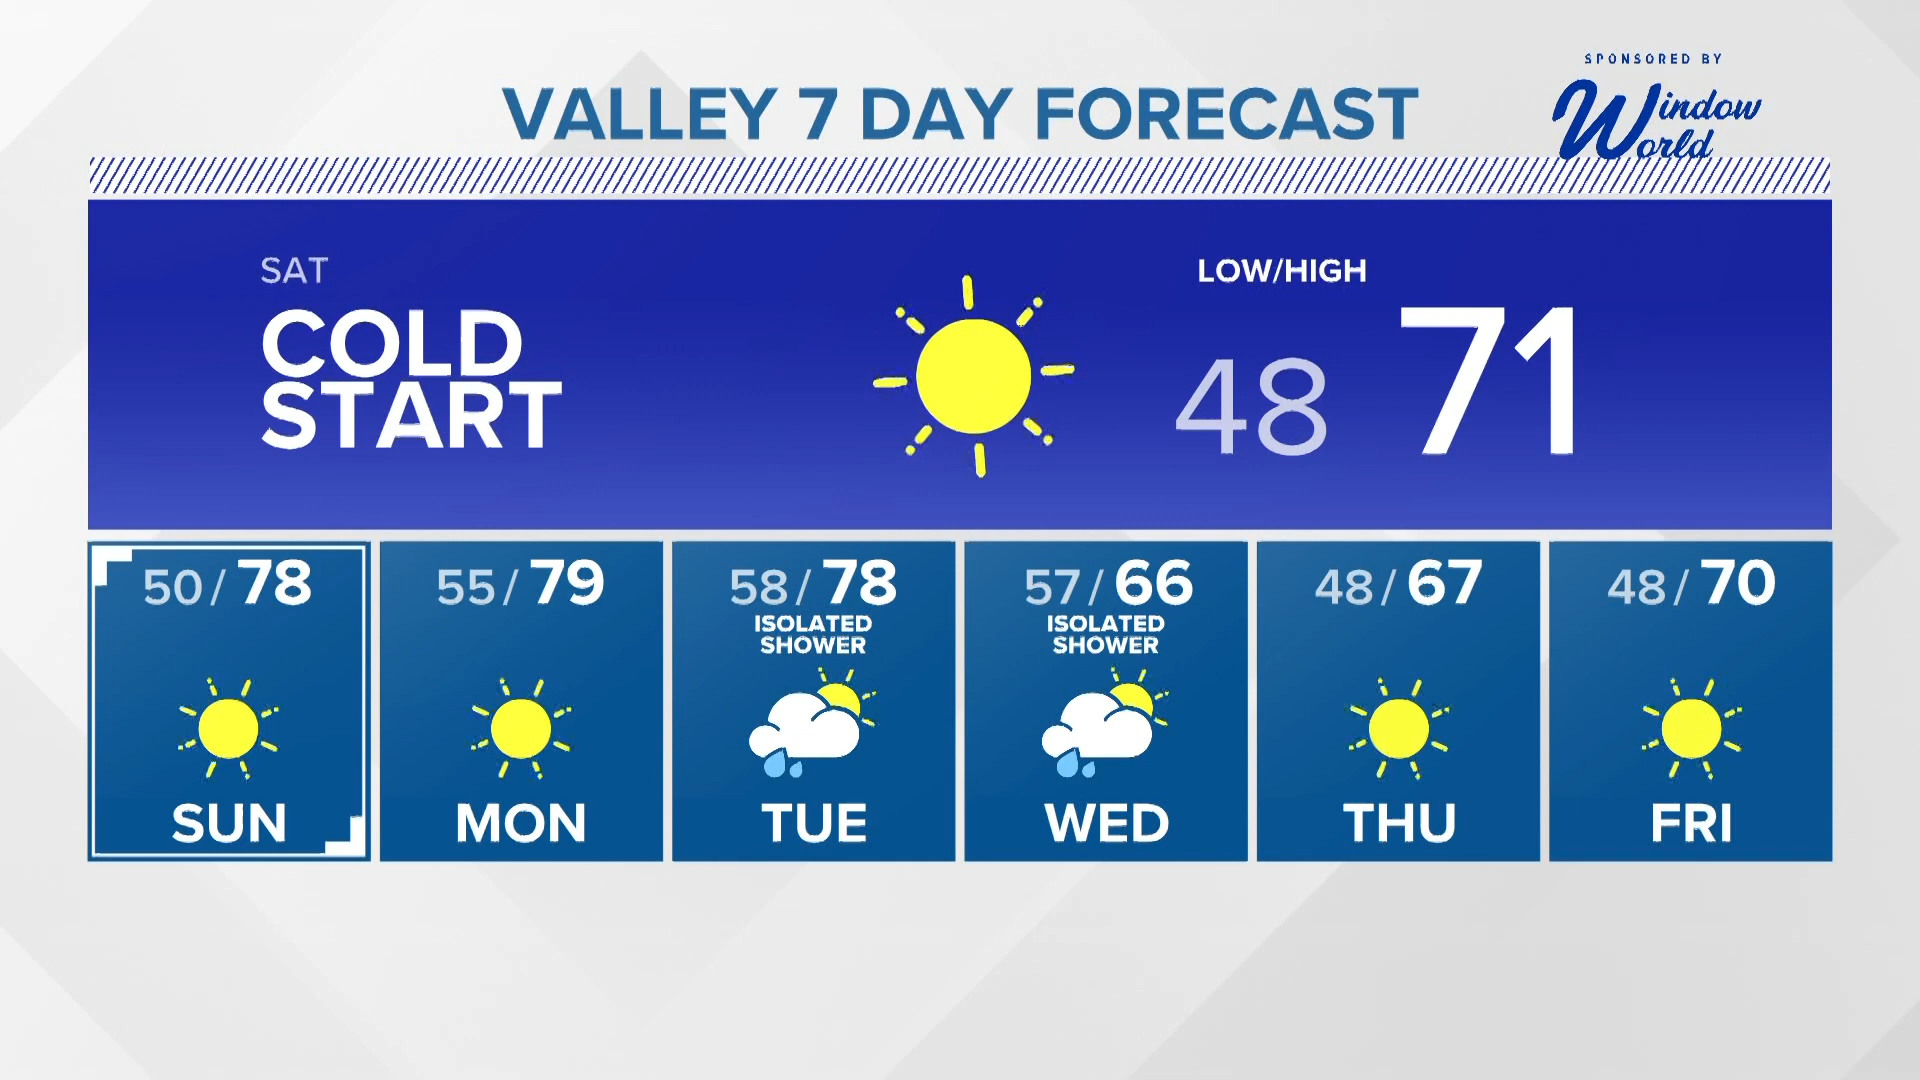 SPONSORED BY
Window
World
VALLEY 7 DAY FORECAST
SAT
COLD
START
LOW/HIGH
48 71
50/78
SUN
55/79
MON
58/78
ISOLATED
SHOWER
TUE
57/66
ISOLATED
SHOWER
WED
48/67
THU
48/70
FRI